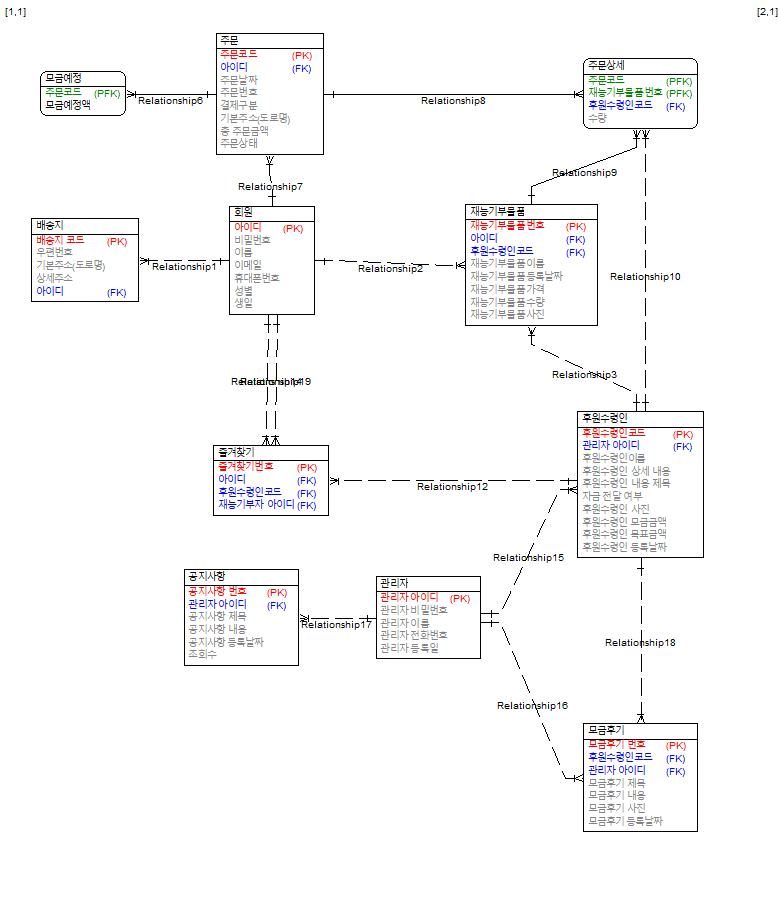 [1,1]
[2,1]
주문
주문코드 (PK)
아이디 (FK)
주문날짜
주문번호
결제구분
기본주소(도로명)
총 주문금액
주문상태
주문상세
주문코드 (PFK)
재능기부물품번호 (PFK)
후원수령인코드 (FK)
수량
모금예정
주문코드 (PFK)
모금예정액
Relationship6
Relationship8
Relationship7
Relationship9
배송지
배송지 코드 (PK)
우편번호
기본주소(도로명)
상세주소
아이디 (FK)
Relationship1
회원
아이디 (PK)
비밀번호
이름
이메일
휴대폰번호
성별
생일
Relationship2
재능기부물품
재능기부물품번호 (PK)
아이디 (FK)
후원수령인코드 (FK)
재능기부물품이름
재능기부물품등록날짜
재능기부물품가격
재능기부물품수량
재능기부물품사진
Relationship10
Relationship3
Relationship19
즐겨찾기
즐겨찾기번호 (PK)
아이디 (FK)
후원수령인코드 (FK)
재능기부자 아이디 (FK)
Relationship12
후원수령인
후원수령인코드 (PK)
관리자 아이디 (FK)
후원수령인이름
후원수령인 상세 내용
후원수령인 내용 제목
자금 전달 여부
후원수령인 사진
후원수령인 모금금액
후원수령인 목표금액
후원수령인 등록날짜
Relationship15
공지사항
공지사항 번호 (PK)
관리자 아이디 (FK)
공지사항 제목
공지사항 내용
공지사항 등록날짜
조회수
Relationship17
관리자
관리자 아이디 (PK)
관리자 비밀번호
관리자 이름
관리자 전화번호
관리자 등록일
Relationship18
Relationship16
모금후기
모금후기 번호 (PK)
후원수령인코드 (FK)
관리자 아이디 (FK)
모금후기 제목
모금후기 내용
모금후기 사진
모금후기 등록날짜